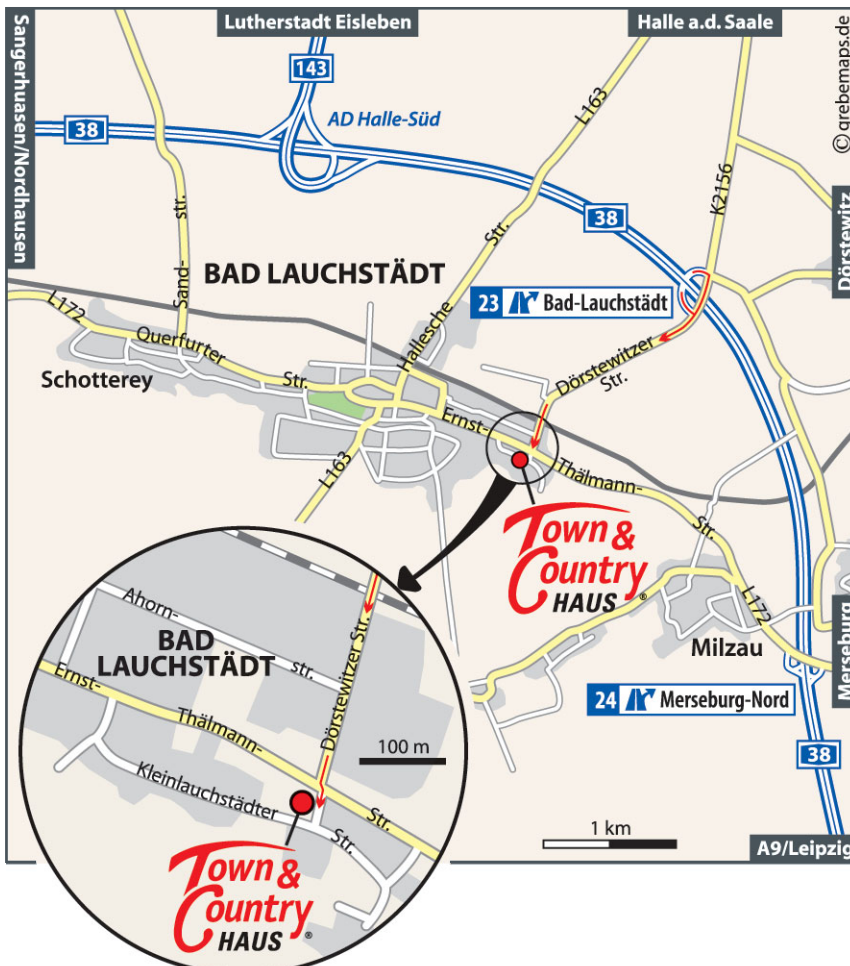 Lutherstadt Eisleben
Halle a.d. Saale
Sangerhuasen/Nordhausen
© grebemaps.de
143
AD Halle-Süd
38
L163
K2156
38
Dörstewitz
Sand-
str.
BAD LAUCHSTÄDT
Hallesche
Str.
23 Bad-Lauchstädt
L172
Querfurter
Str.
Schotterey
Dörstewitzer
Str.
Ernst-
Thälmann-
Str.
L163
Town &
Country
HAUS ®
L172
Milzau
Merseburg
24 Merseburg-Nord
38
1 km
A9/Leipzig
Ahorn-
str.
BAD
LAUCHSTÄDT
Dörstewitzer Str.
Ernst-
Thälmann-
Str.
100 m
Kleinlauchstädter
Str.
Town &
Country
HAUS ®